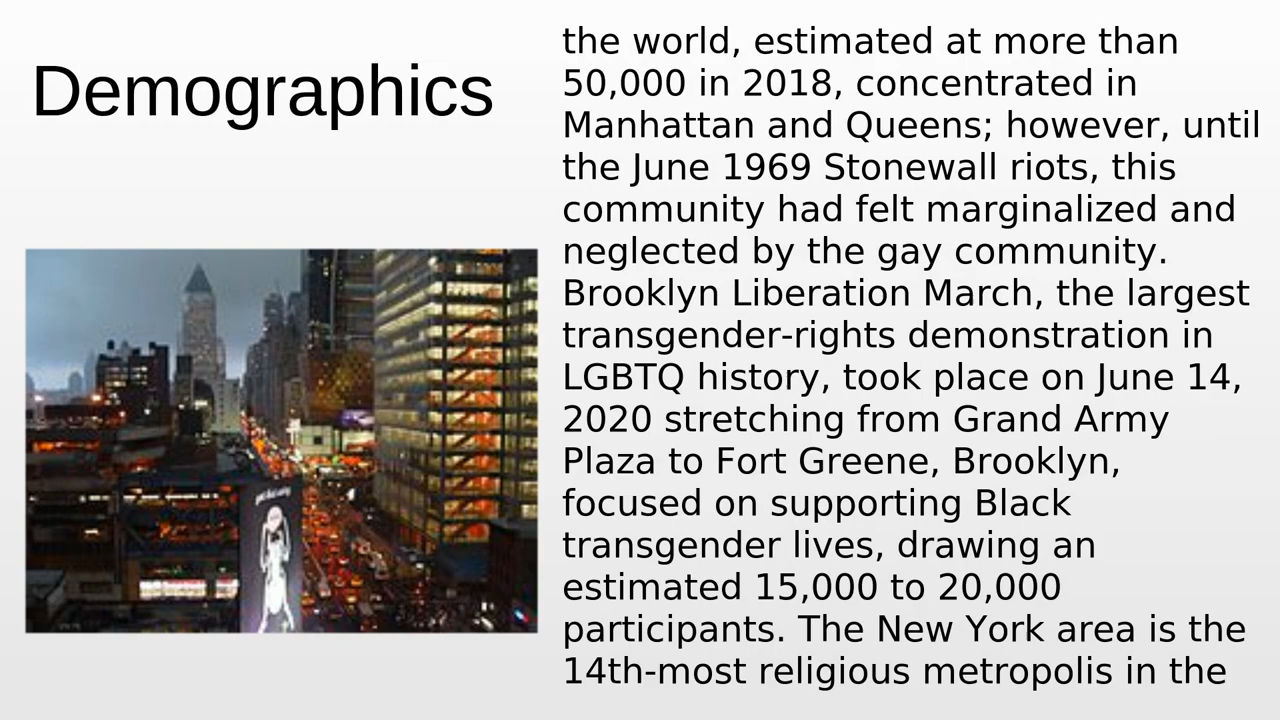 Demographics
the world, estimated at more than
50,000 in 2018, concentrated in
Manhattan and Queens; however, until
the June 1969 Stonewall riots, this
community had felt marginalized and
neglected by the gay community.
Brooklyn Liberation March, the largest
transgender-rights demonstration in
LGBTQ history, took place on June 14,
2020 stretching from Grand Army
Plaza to Fort Greene, Brooklyn,
focused on supporting Black
transgender lives, drawing an
estimated 15,000 to 20,000
participants. The New York area is the
14th-most religious metropolis in the